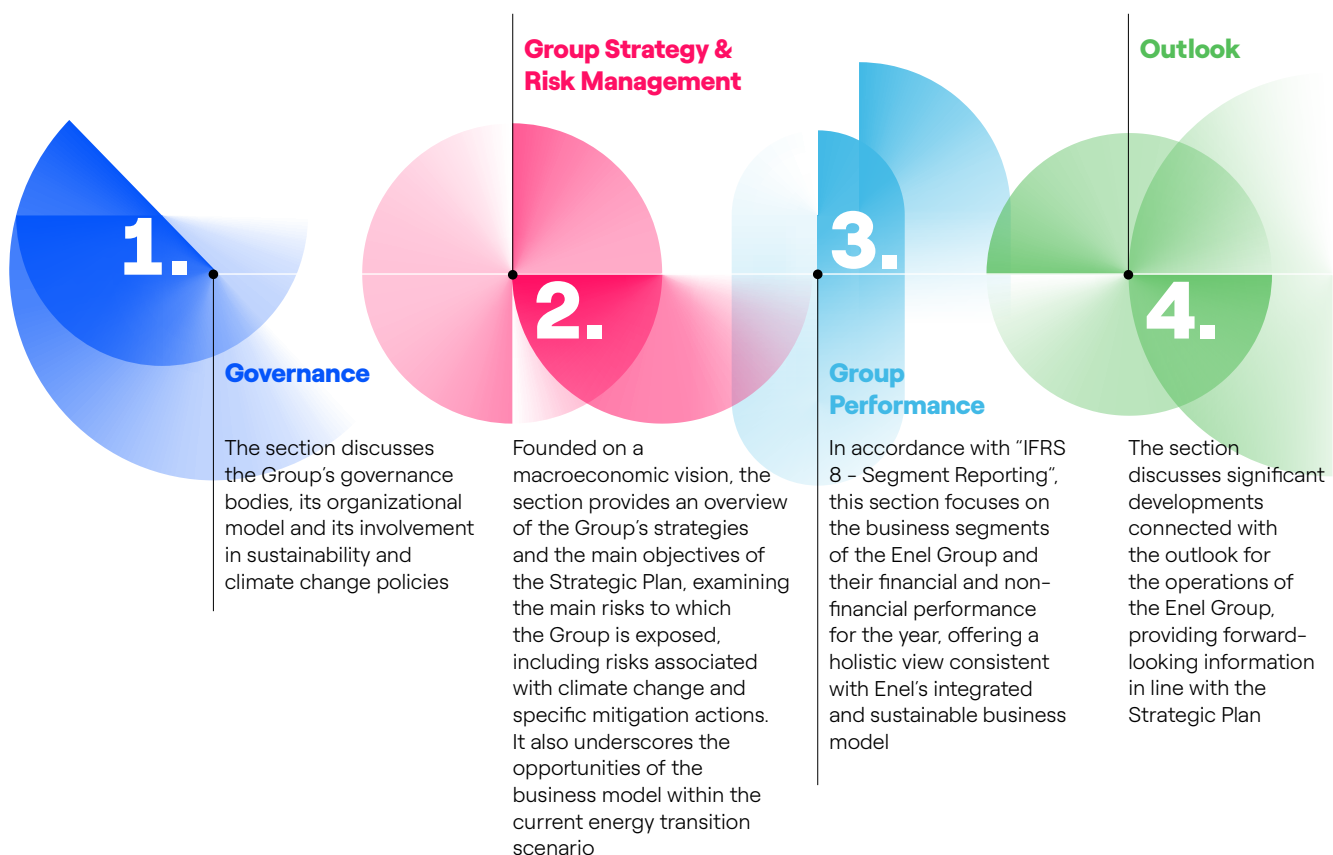 1.
Governance
The section discusses
the Group's governance
bodies, its organizational
model and its involvement
in sustainability and
climate change policies
Group Strategy &
Risk Management
2.
Founded on a
macroeconomic vision, the
section provides an overview
of the Group's strategies
and the main objectives of
the Strategic Plan, examining
the main risks to which
the Group is exposed,
including risks associated
with climate change and
specific mitigation actions.
It also underscores the
opportunities of the
business model within the
current energy transition
scenario
3.
Group
Performance
In accordance with “IFRS
8 – Segment Reporting”,
this section focuses on
the business segments
of the Enel Group and
their financial and non-
financial performance
for the year, offering a
holistic view consistent
with Enel's integrated
and sustainable business
model
Outlook
4.
The section
discusses significant
developments
connected with
the outlook for
the operations of
the Enel Group,
providing forward-
looking information
in line with the
Strategic Plan